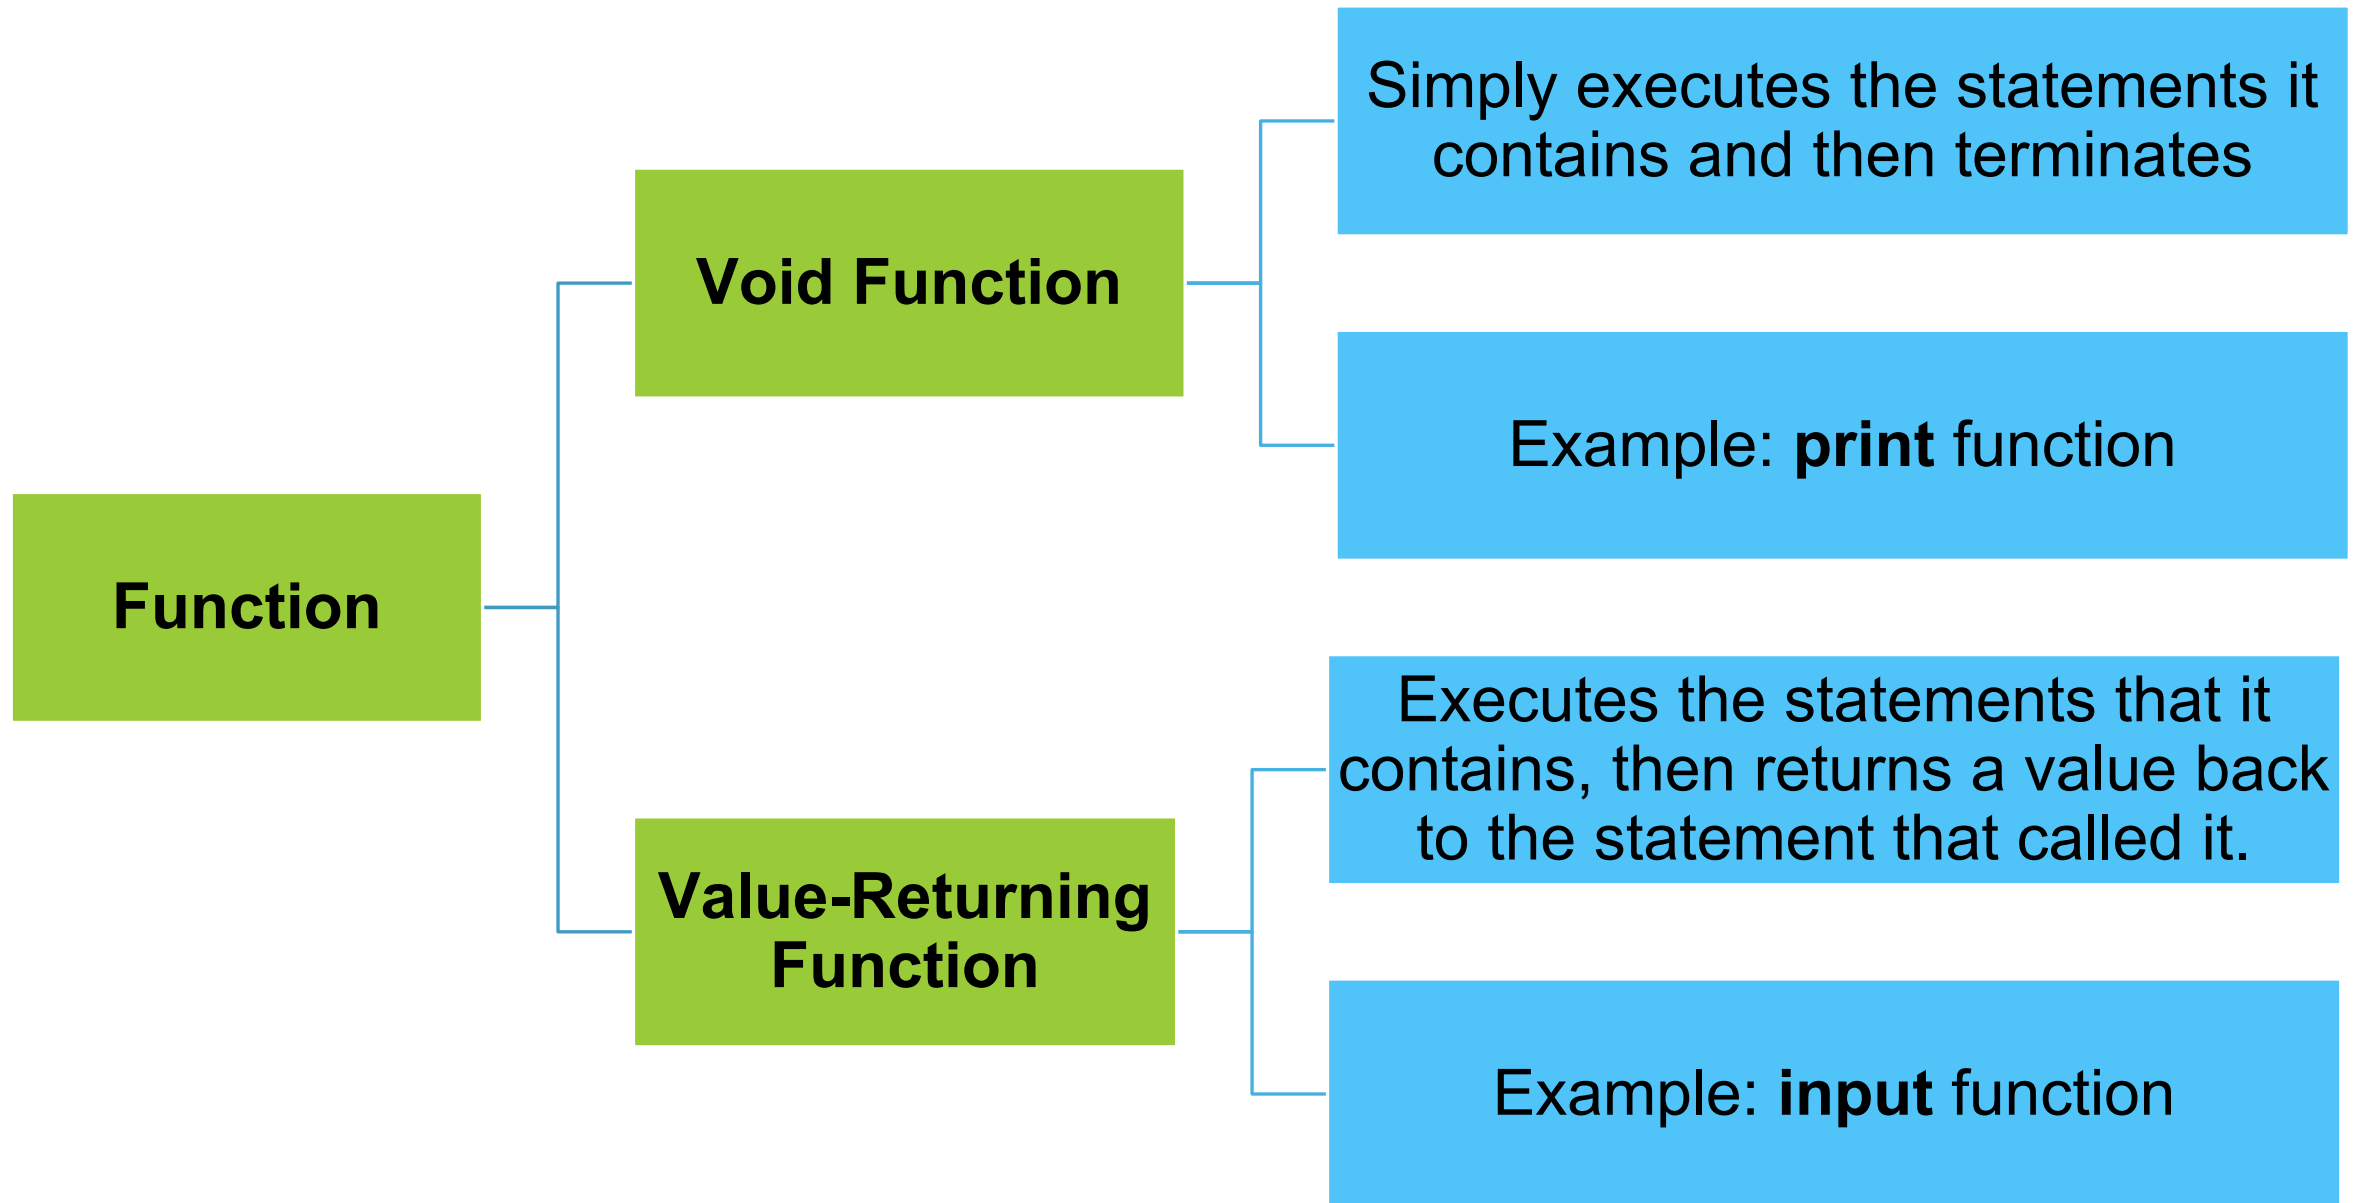 Function
Void Function
Simply executes the statements it
contains and then terminates
Example: print function
Value-Returning
Function
Executes the statements that it
contains, then returns a value back
to the statement that called it.
Example: input function